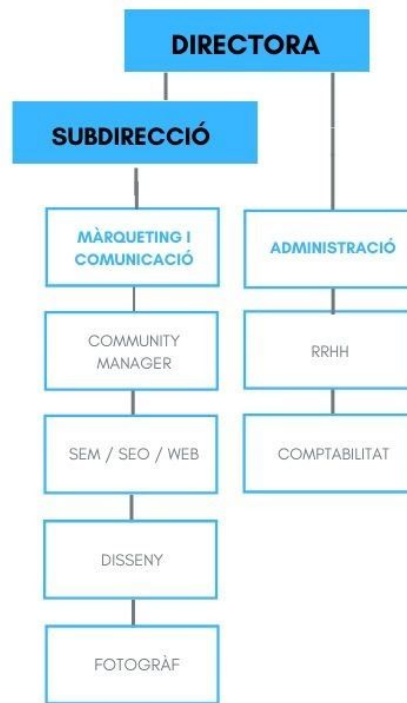 DIRECTORA
SUBDIRECCIÓ
MÀRQUETING I
COMUNICACIÓ
COMMUNITY
MANAGER
SEM / SEO / WEB
DISSENY
FOTOGRÀF
ADMINISTRACIÓ
RRHH
COMPTABILITAT